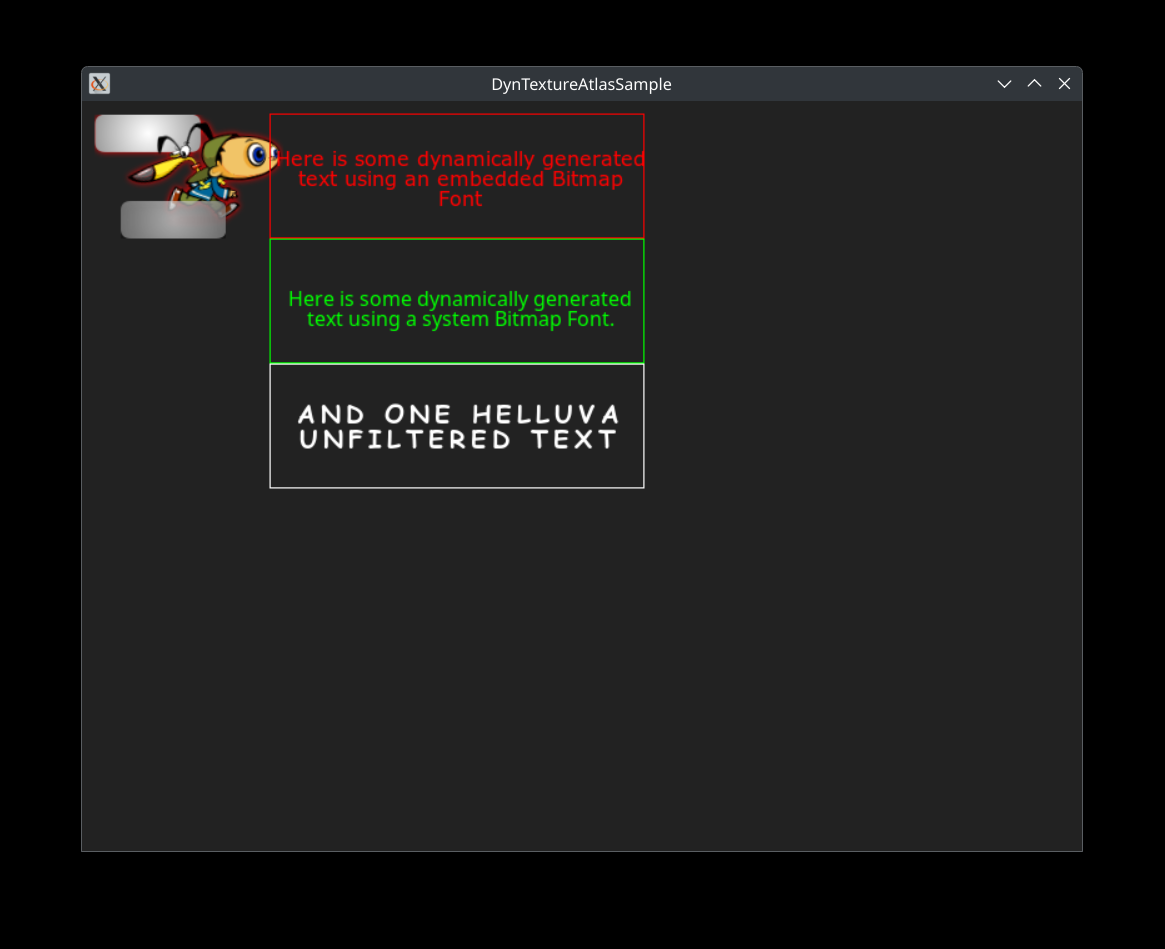 DynTextureAtlasSample
Here is some dynamically generated
text using an embedded Bitmap
Font
Here is some dynamically generated
text using a system Bitmap Font.
AND ONE HELLUVA
UNFILTERED TEXT